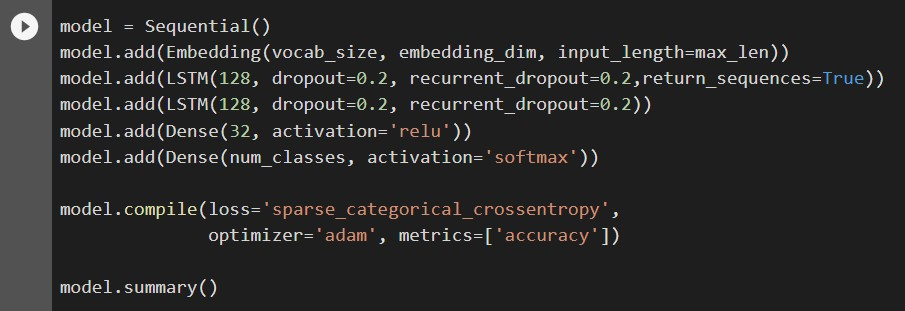 model = Sequential()
model.add(Embedding(vocab_size, embedding_dim, input_length=max_len))
model.add(LSTM(128, dropout=0.2, recurrent_dropout=0.2,return_sequences=True))
model.add(LSTM(128, dropout=0.2, recurrent_dropout=0.2))
model.add(Dense(32, activation='relu'))
model.add(Dense(num_classes, activation='softmax'))

model.compile(loss='sparse_categorical_crossentropy',
              optimizer='adam', metrics=['accuracy'])

model.summary()